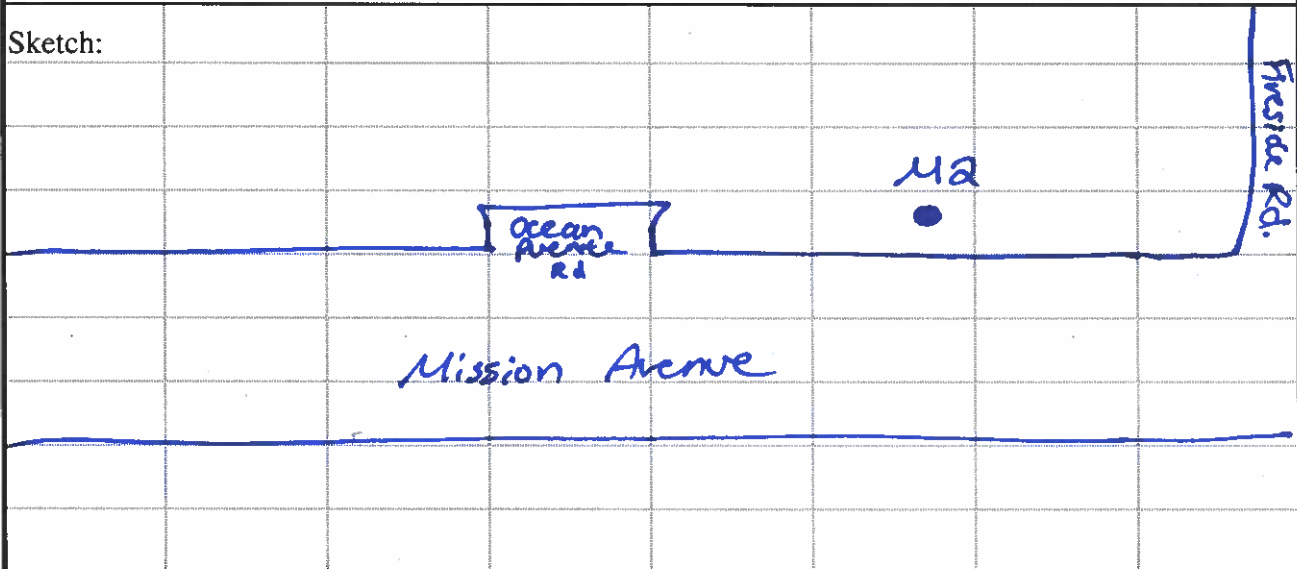 Sketch:
Fireside Rd.
M2
Ocean
Avenue
Rd
Mission Avenue